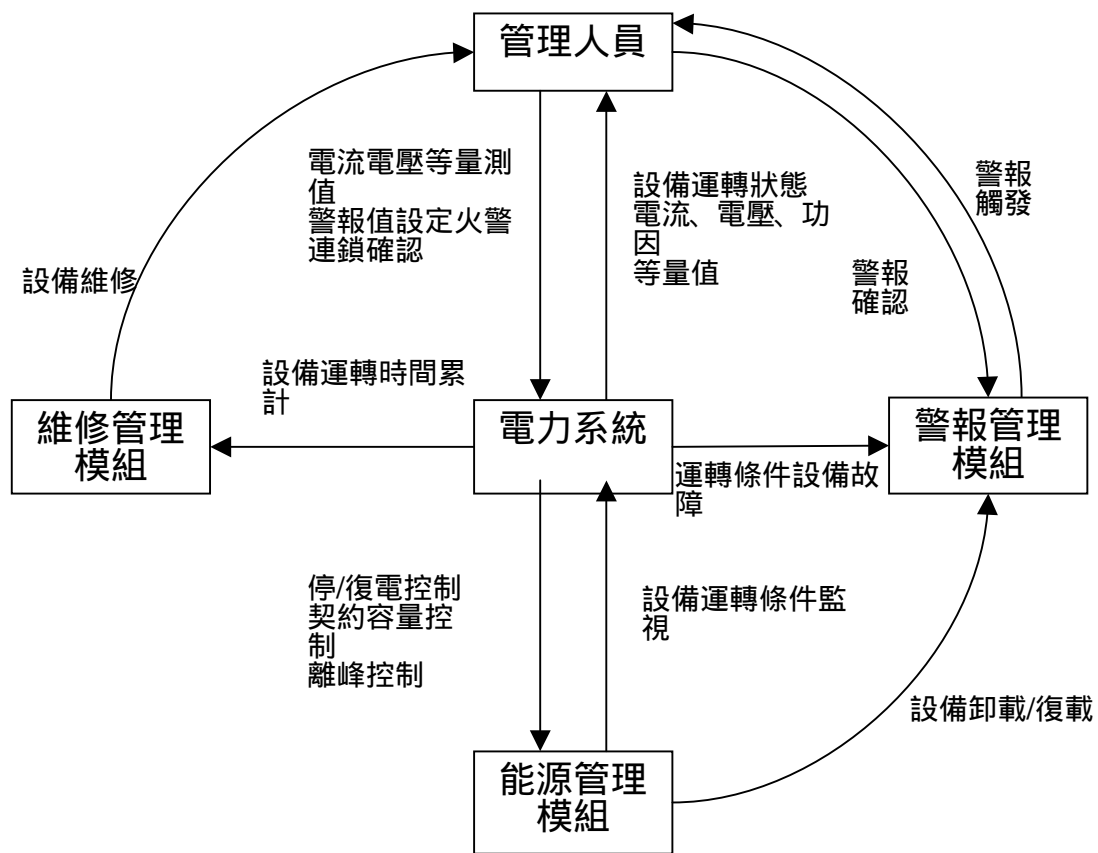 管理人員
電流電壓等量測
值
警報值設定火警
連鎖確認
設備運轉狀態
電流、電壓、功
因
等量值
警報
觸發
警報
確認
設備維修
設備運轉時間累
計
維修管理
模組
電力系統
警報管理
模組
運轉條件設備故
障
停/復電控制
契約容量控
制
離峰控制
設備運轉條件監
視
設備卸載/復載
能源管理
模組